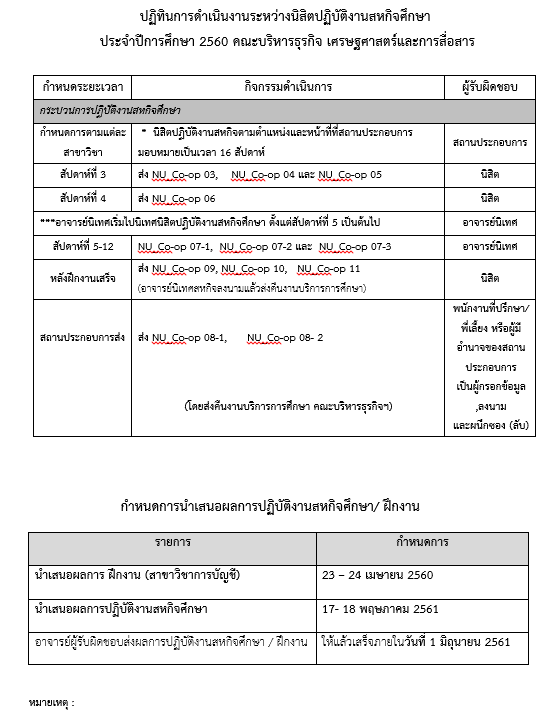 ปฏิทินการดำเนินงานระหว่างนิสิตปฏิบัติงานสหกิจศึกษา
ประจำปีการศึกษา 2560 คณะบริหารธุรกิจ เศรษฐศาสตร์และการสื่อสาร
กำหนดระยะเวลา กิจกรรมดำเนินการ ผู้รับผิดชอบ
กระบวนการปฏิบัติงานสหกิจศึกษา
กำหนดการตามแต่ละ * นิสิตปฏิบัติงานสหกิจตามตำแหน่งและหน้าที่ที่สถานประกอบการ
สาขาวิชา มอบหมายเป็นเวลา 16 สัปดาห์ สถานประกอบการ
สัปดาห์ที่ 3 ส่ง NU_Co-op 03, NU_Co-op 04 และ NU_Co-op 05 นิสิต
สัปดาห์ที่ 4 ส่ง NU_Co-op 06 นิสิต
***อาจารย์นิเทศเริ่มไปนิเทศนิสิตปฏิบัติงานสหกิจศึกษา ตั้งแต่สัปดาห์ที่ 5 เป็นต้นไป อาจารย์นิเทศ
สัปดาห์ที่ 5-12 NU_Co-op 07-1, NU_Co-op 07-2 และ NU_Co-op 07-3 อาจารย์นิเทศ
หลังฝึกงานเสร็จ ส่ง NU_Co-op 09, NU_Co-op 10, NU_Co-op 11 นิสิต
(อาจารย์นิเทศสหกิจลงนามแล้วส่งคืนงานบริการการศึกษา)
สถานประกอบการส่ง ส่ง NU_Co-op 08-1, NU_Co-op 08- 2
(โดยส่งคืนงานบริการการศึกษา คณะบริหารธุรกิจฯ)
พนักงานที่ปรึกษา/
พี่เลี้ยง หรือผู้มี
อำนาจของสถาน
ประกอบการ
เป็นผู้กรอกข้อมูล
,ลงนาม
และผนึกซอง (ลับ)
กำหนดการนำเสนอผลการปฏิบัติงานสหกิจศึกษา/ ฝึกงาน
รายการ กำหนดการ
นำเสนอผลการ ฝึกงาน (สาขาวิชาการบัญชี) 23 – 24 เมษายน 2560
นำเสนอผลการปฏิบัติงานสหกิจศึกษา 17- 18 พฤษภาคม 2561
อาจารย์ผู้รับผิดชอบส่งผลการปฏิบัติงานสหกิจศึกษา / ฝึกงาน ให้แล้วเสร็จภายในวันที่ 1 มิถุนายน 2561
หมายเหตุ :